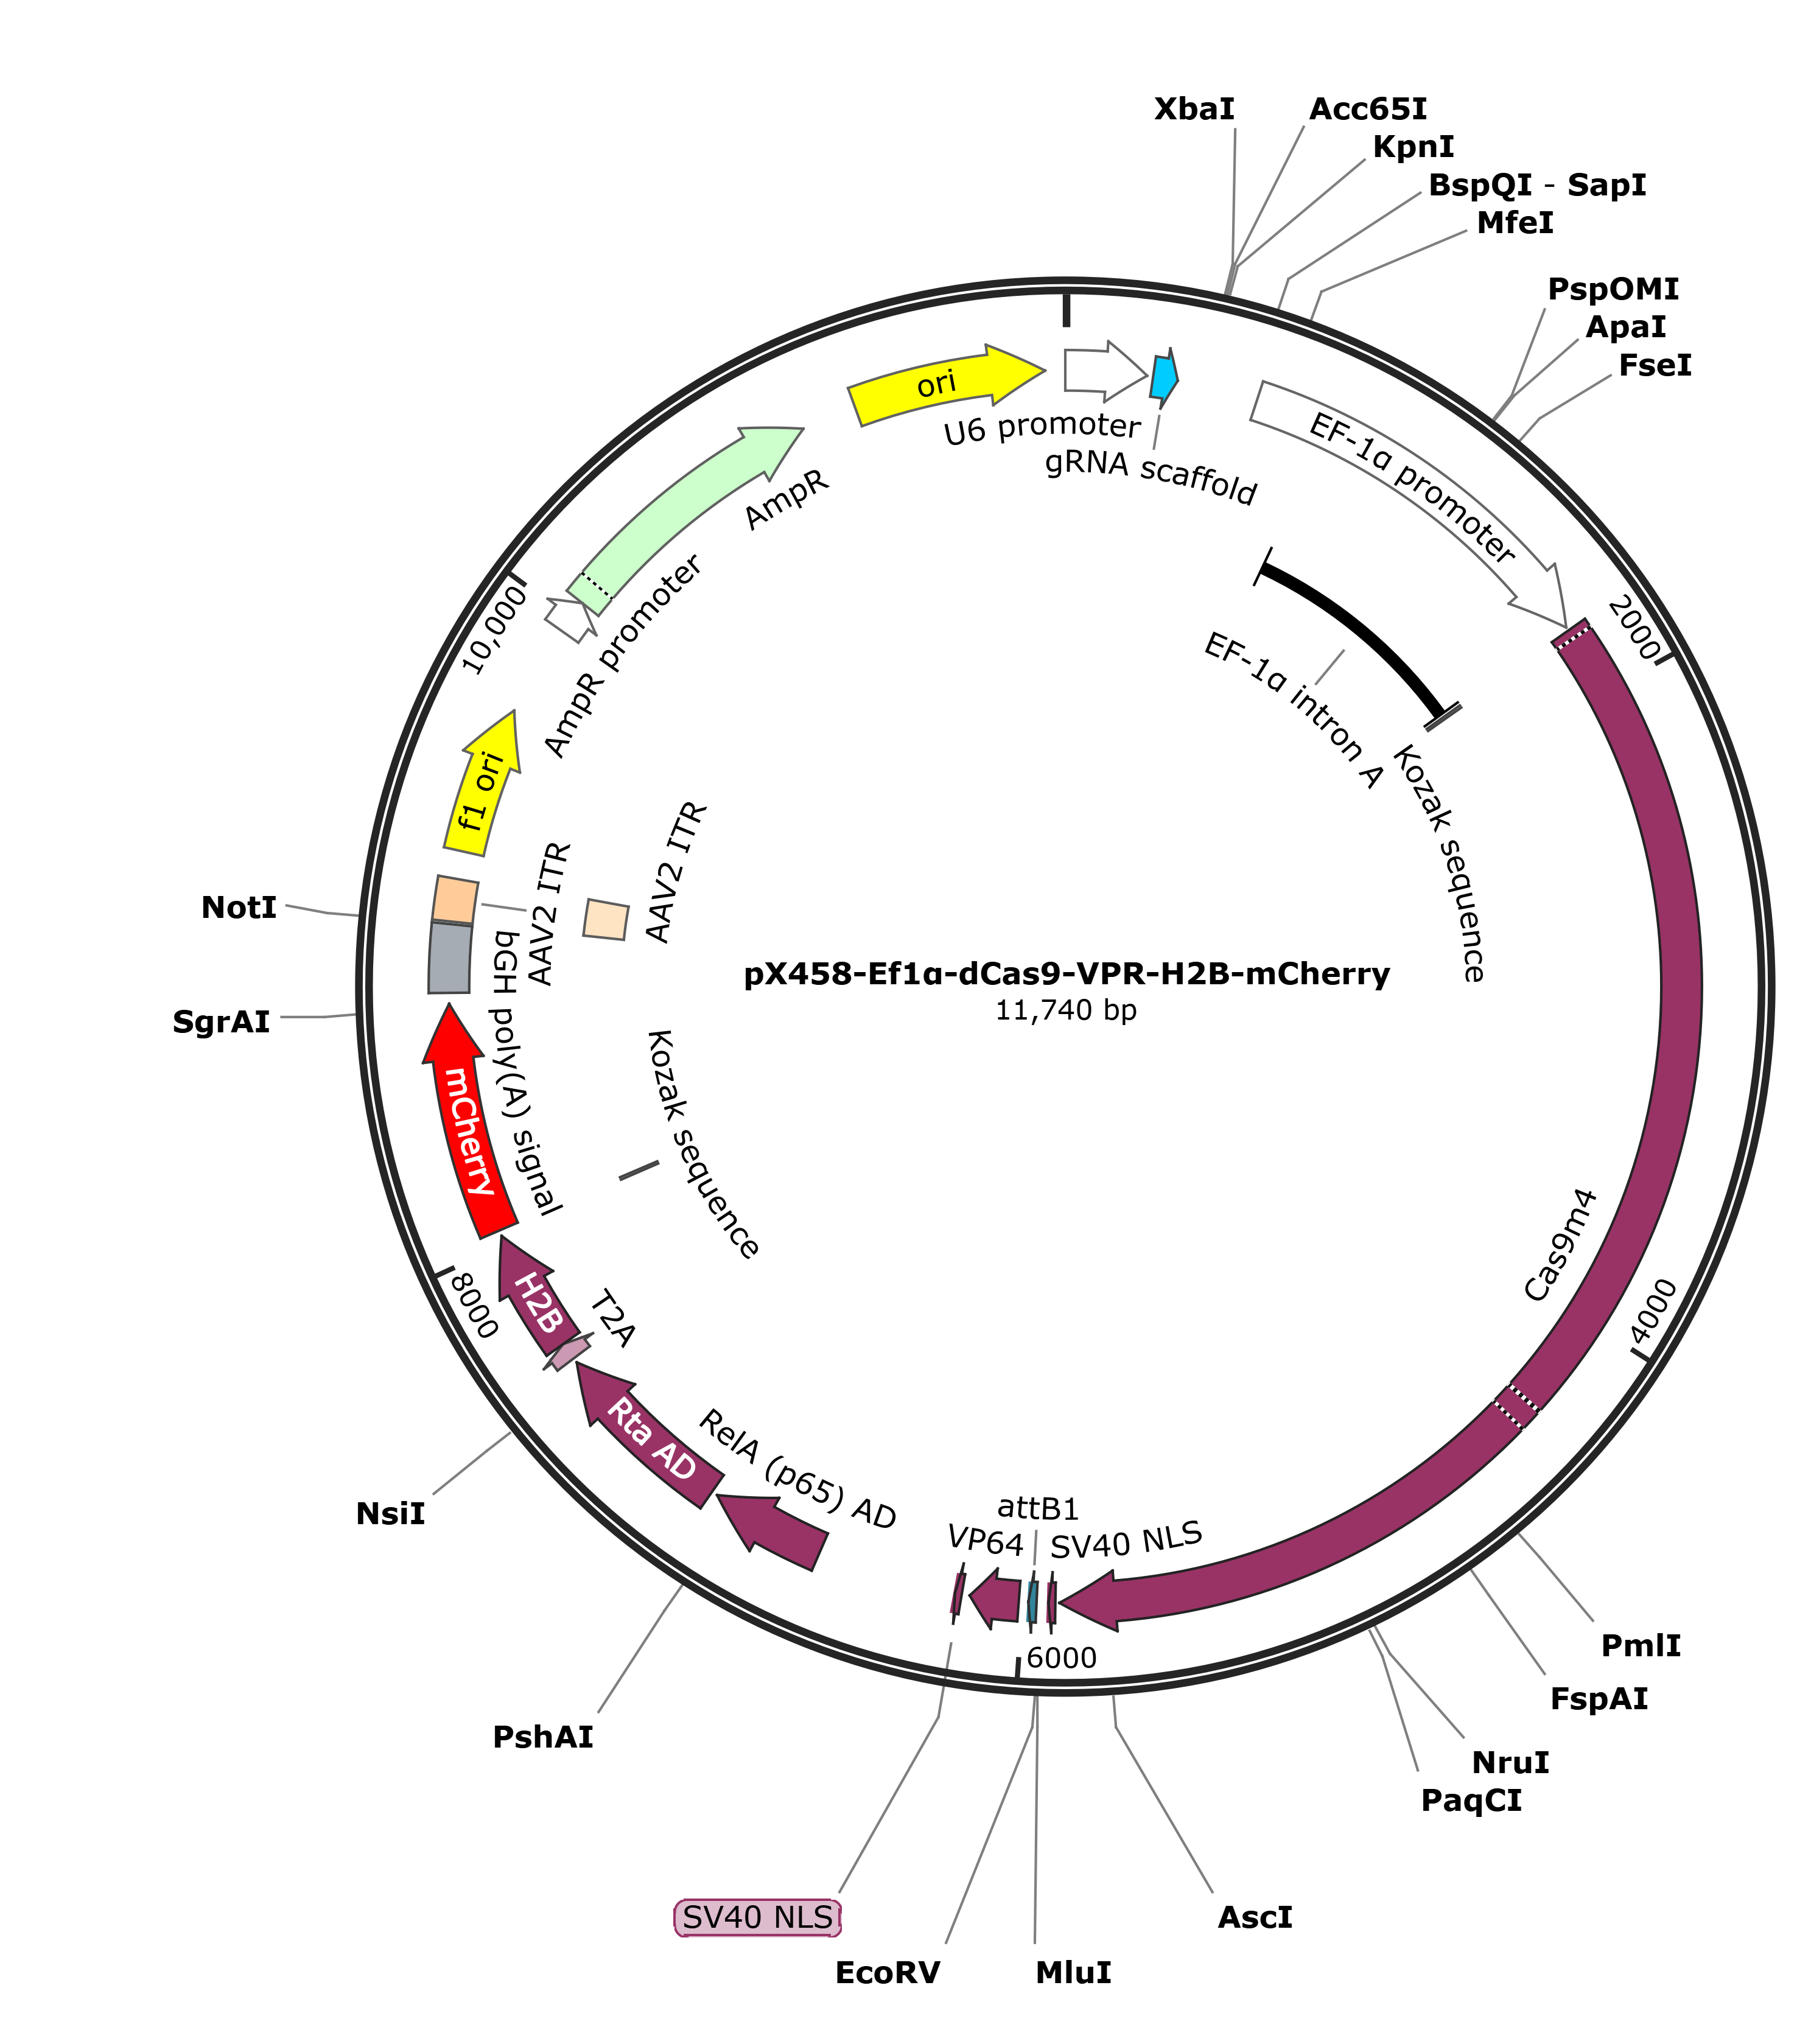 XbaI
Acc65I
KpnI
BspQI - SapI
MfeI
PspOMI
ApaI
FseI
ori
U6 promoter
gRNA scaffold
EF-1α promoter
AmpR
AmpR promoter
10,000
2000
EF-1α intron A
Kozak sequence
f1 ori
AAV2 ITR
AAV2 ITR
NotI
pX458-Ef1α-dCas9-VPR-H2B-mCherry
11,740 bp
SgrAI
bGH poly(A) signal
mCherry
Kozak sequence
Cas9m4
4000
8000
H2B
T2A
Rta AD
RelA (p65) AD
NsiI
attB1
VP64
SV40 NLS
6000
PmlI
FspAI
PshAI
NruI
PaqCI
SV40 NLS
AscI
EcoRV
MluI